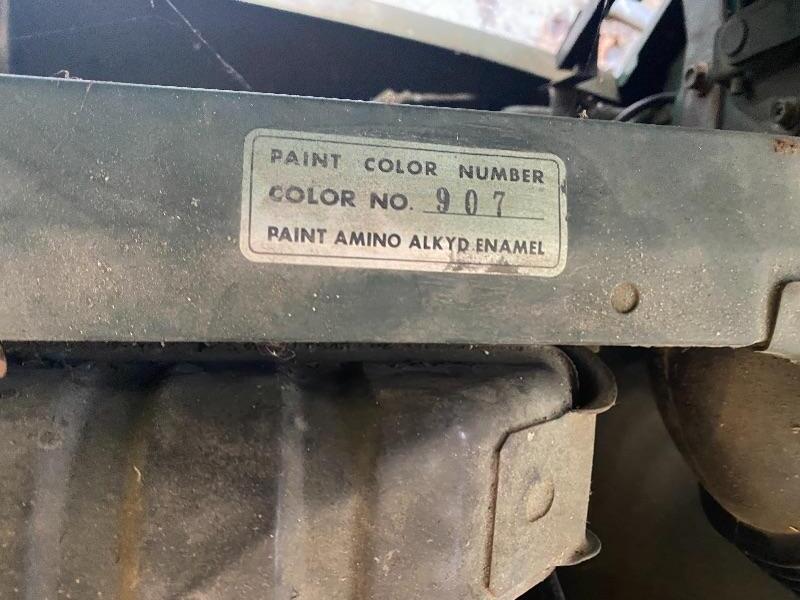 PAINT COLOR NUMBER
COLOR NO. 907
PAINT AMINO ALKYD ENAMEL